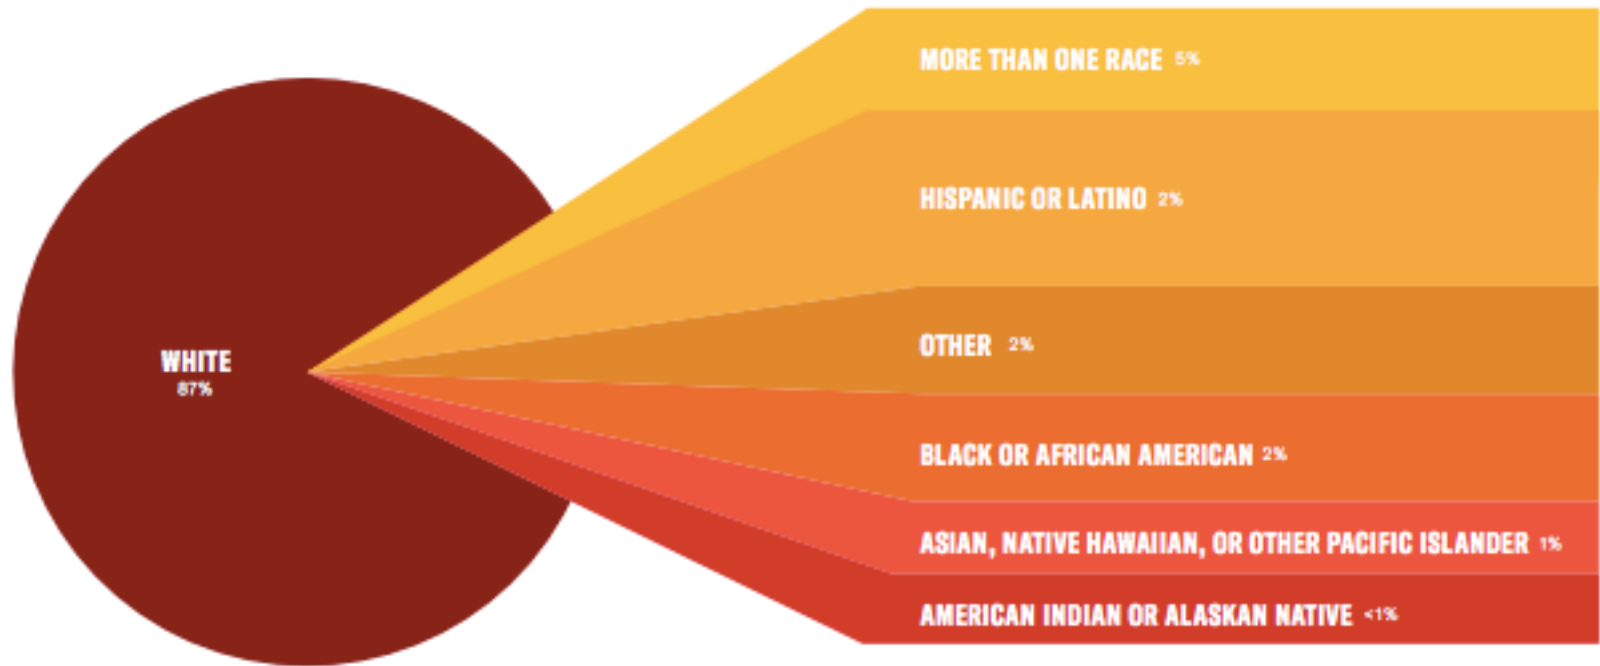 MORE THAN ONE RACE 5%
HISPANIC OR LATINO 2%
OTHER 2%
WHITE
87%
BLACK OR AFRICAN AMERICAN 2%
ASIAN, NATIVE HAWAIIAN, OR OTHER PACIFIC ISLANDER 1%
AMERICAN INDIAN OR ALASKAN NATIVE <1%